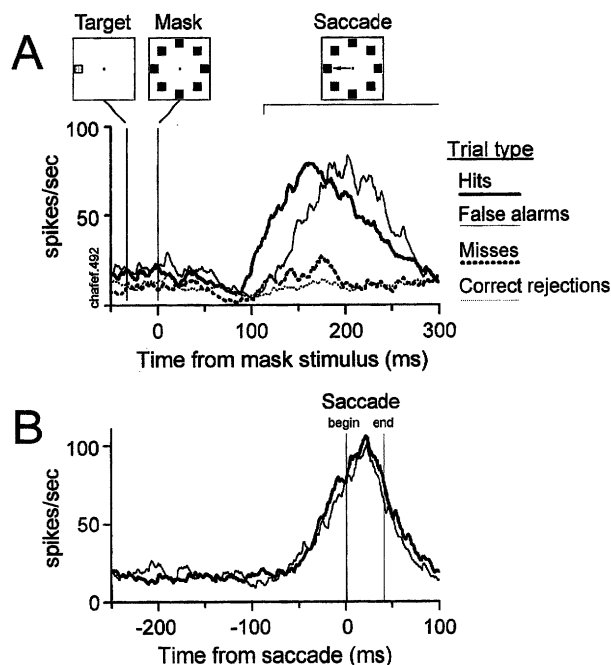 Target Mask Saccade
A
100
50
0
spikes/sec
chafef.492
0 100 200 300
Time from mask stimulus (ms)
Trial type
Hits
False alarms
Misses
Correct rejections
B
Saccade
begin end
100
50
0
spikes/sec
-200 -100 0 100
Time from saccade (ms)